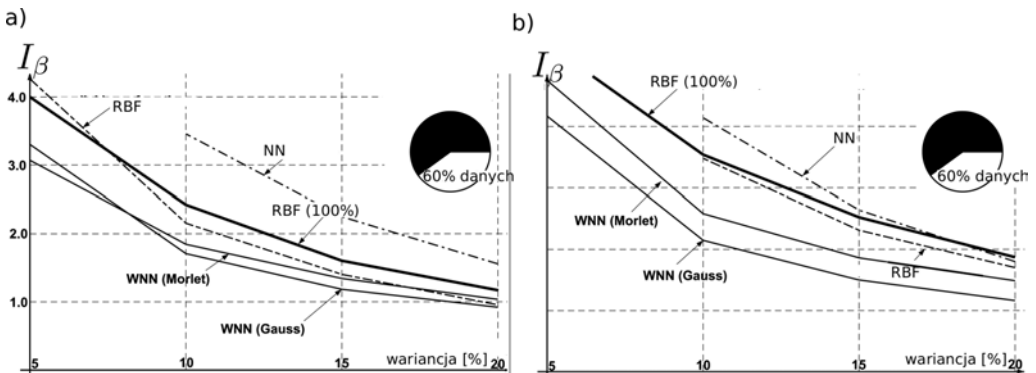 a)
I_β
4.0
RBF
3.0
NN
60% danych
2.0
RBF (100%)
WNN (Morlet)
1.0
WNN (Gauss)
wariancja [%]
5
10
15
20
b)
I_β
RBF (100%)
NN
60% danych
WNN (Morlet)
WNN (Gauss)
RBF
wariancja [%]
5
10
15
20